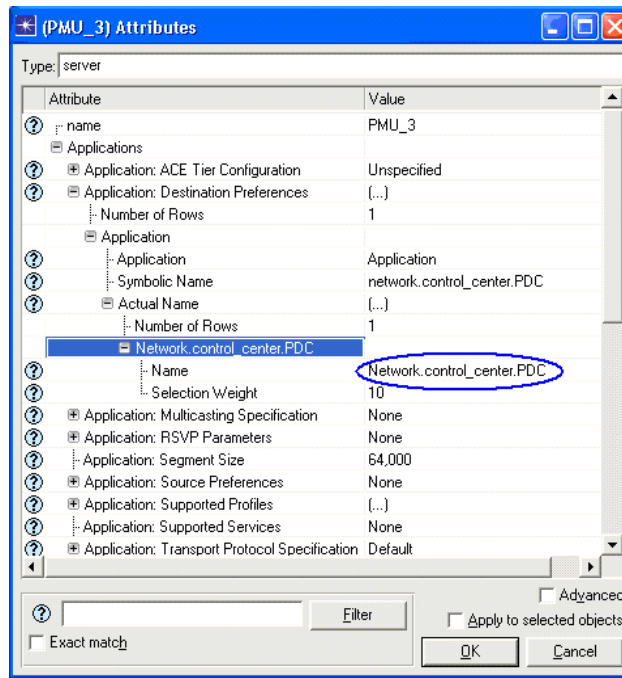 (PMU_3) Attributes
Type: server
Attribute Value
name PMU_3
Applications
Application: ACE Tier Configuration Unspecified
Application: Destination Preferences (...)
Number of Rows 1
Application
Application Application
Symbolic Name network.control_center.PDC
Actual Name (...)
Number of Rows 1
Network.control_center.PDC
Name Network.control_center.PDC
Selection Weight 10
Application: Multicasting Specification None
Application: RSVP Parameters None
Application: Segment Size 64,000
Application: Source Preferences None
Application: Supported Profiles (...)
Application: Supported Services None
Application: Transport Protocol Specification Default
Filter
Advanced
Apply to selected objects
Exact match
OK Cancel